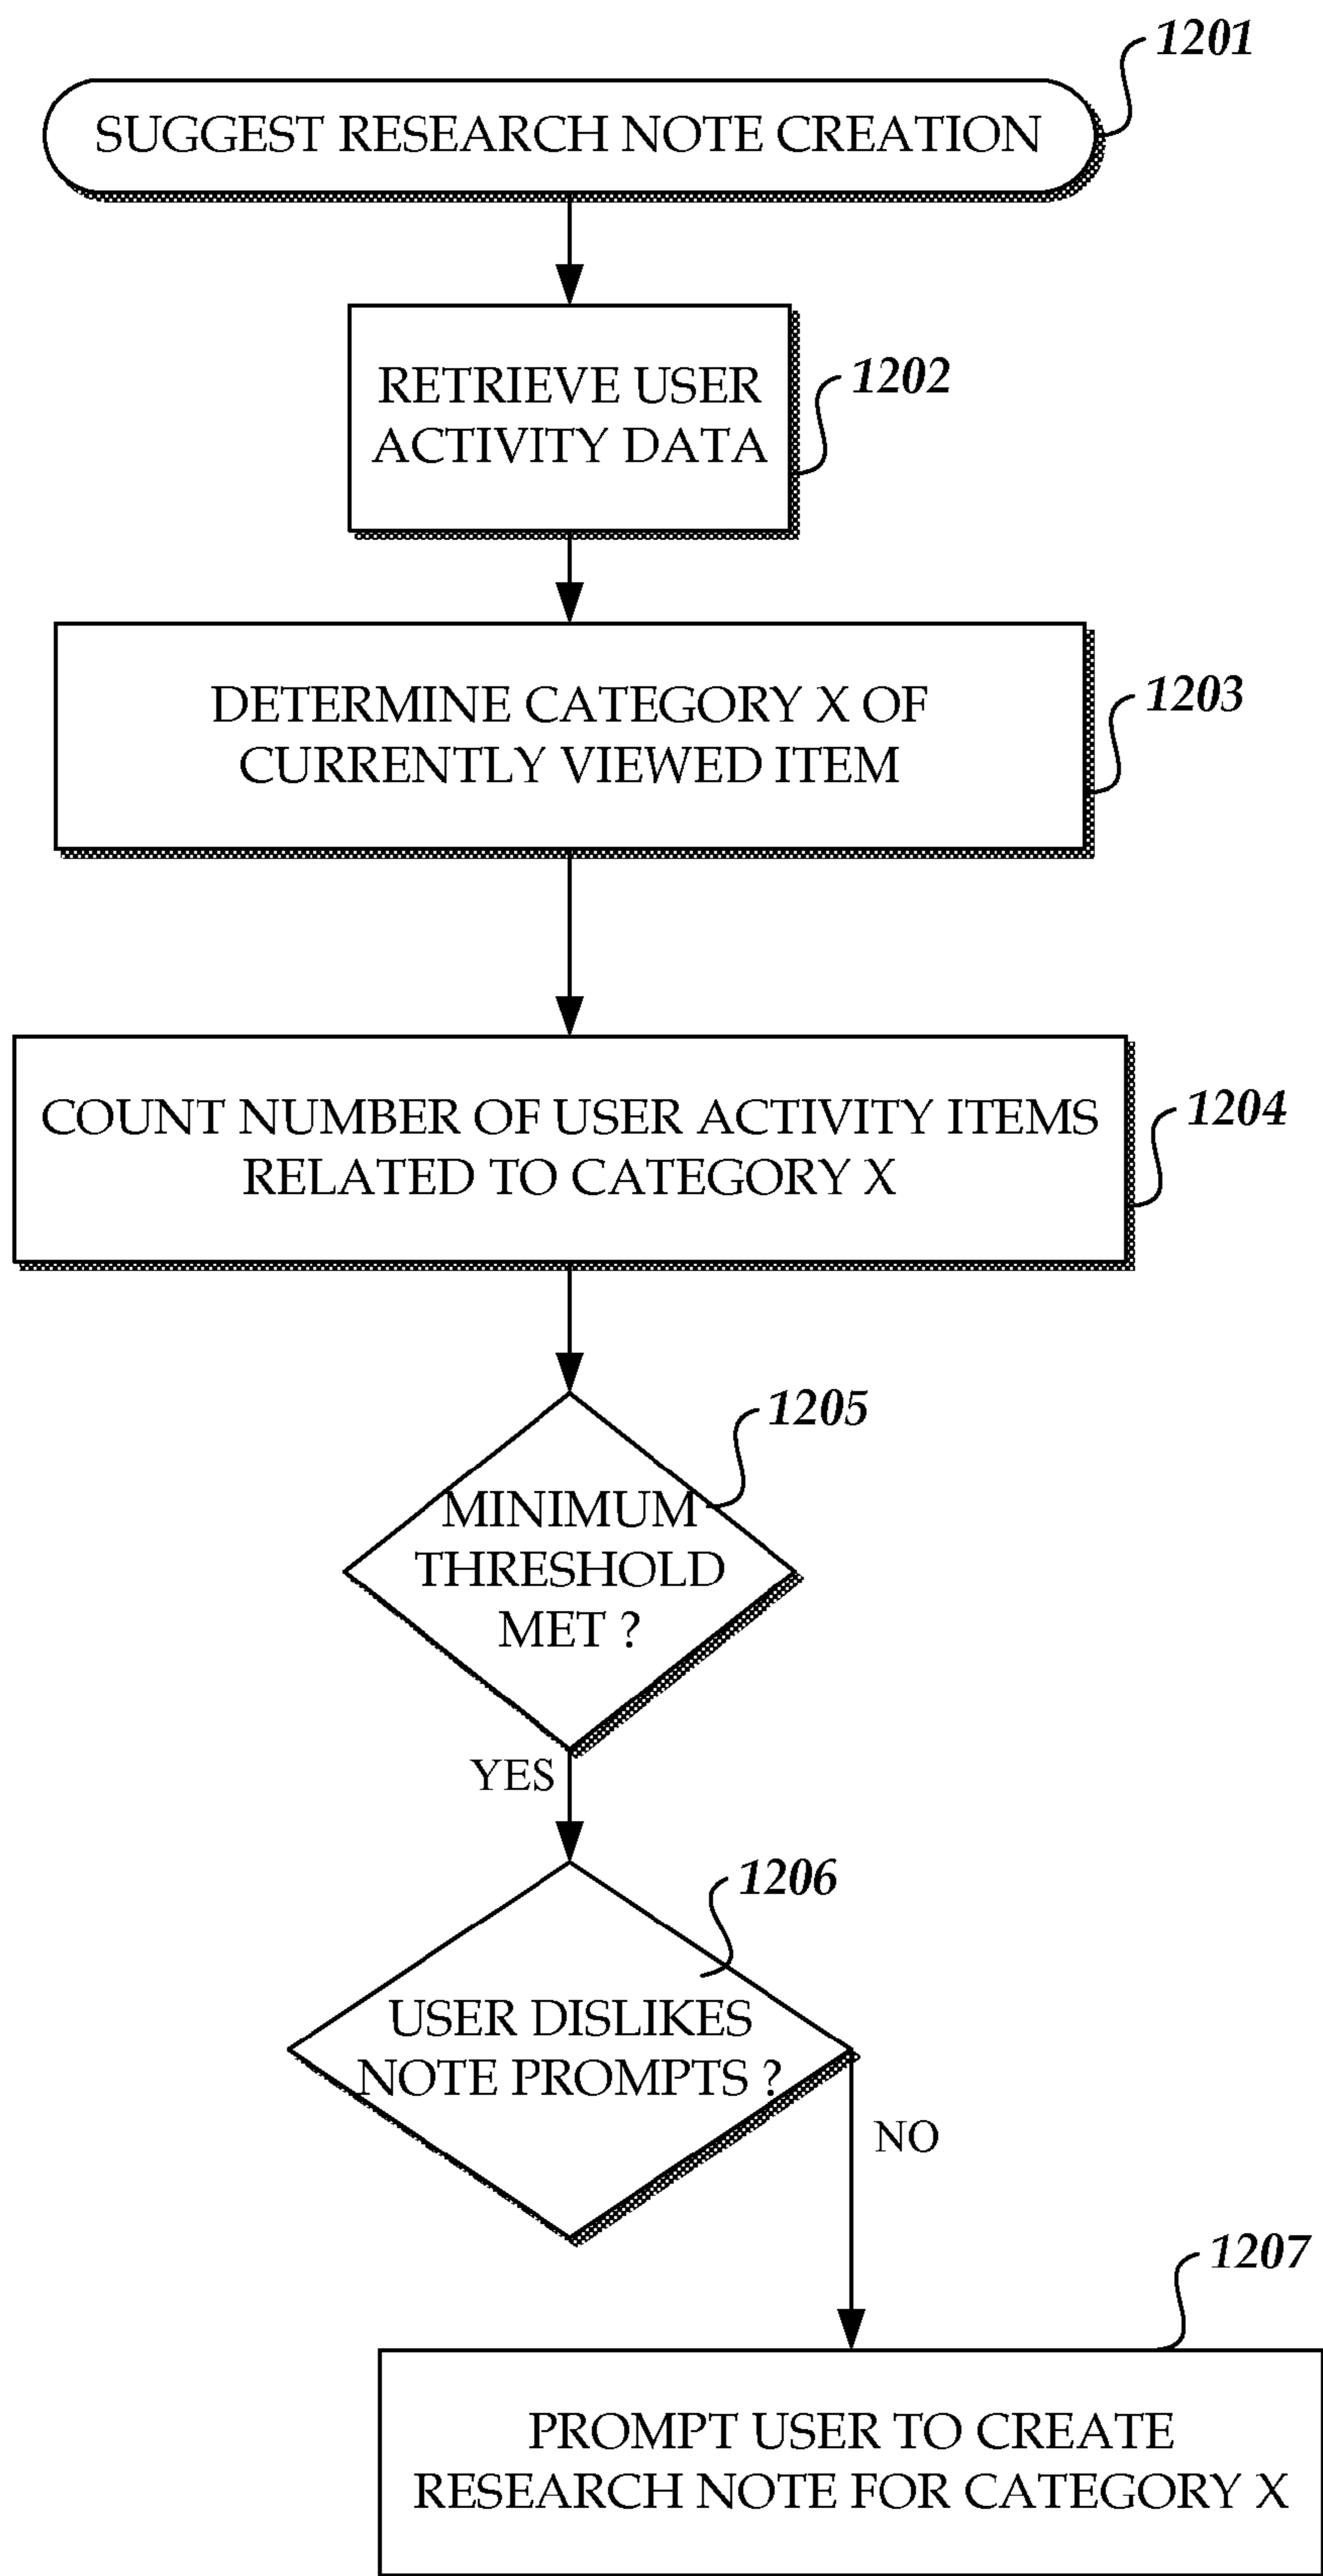 1201
SUGGEST RESEARCH NOTE CREATION
RETRIEVE USER
ACTIVITY DATA
1202
DETERMINE CATEGORY X OF
CURRENTLY VIEWED ITEM
1203
COUNT NUMBER OF USER ACTIVITY ITEMS
RELATED TO CATEGORY X
1204
1205
MINIMUM
THRESHOLD
MET ?
YES
1206
USER DISLIKES
NOTE PROMPTS ?
NO
1207
PROMPT USER TO CREATE
RESEARCH NOTE FOR CATEGORY X